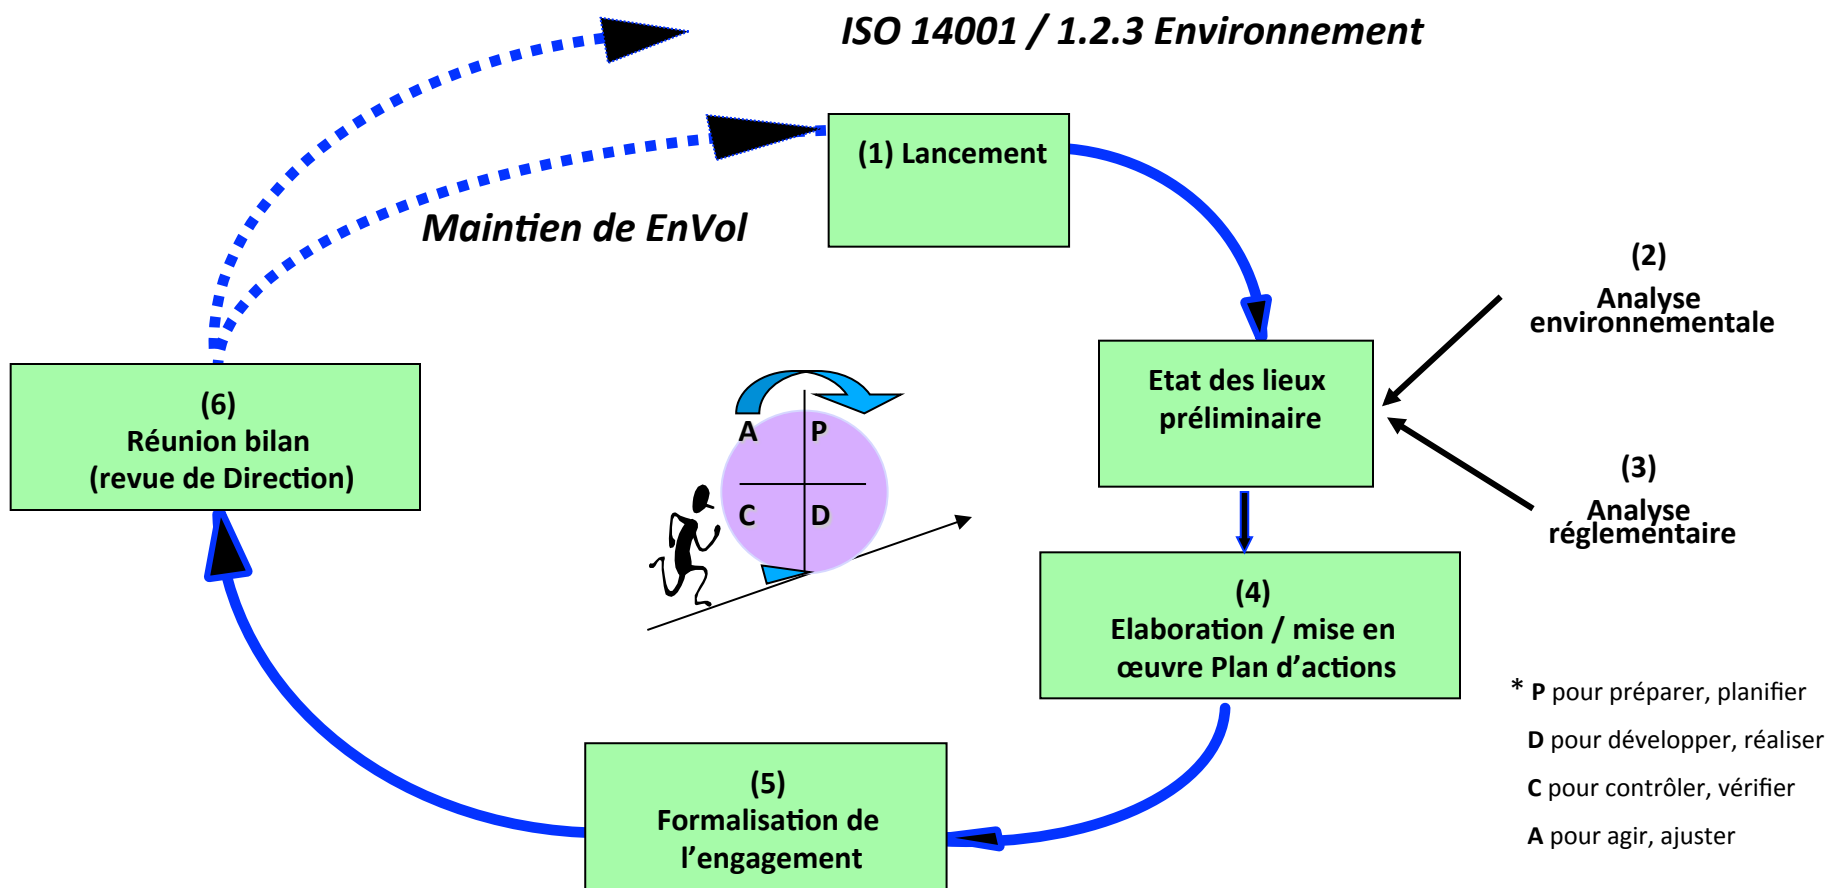 ISO 14001 / 1.2.3 Environnement
(1) Lancement
Maintien de EnVol
(2)
Analyse
environnementale
Etat des lieux
préliminaire
(3)
Analyse
réglementaire
(4)
Elaboration / mise en
œuvre Plan d’actions
(5)
Formalisation de
l’engagement
(6)
Réunion bilan
(revue de Direction)
A P
C D
* P pour préparer, planifier
D pour développer, réaliser
C pour contrôler, vérifier
A pour agir, ajuster